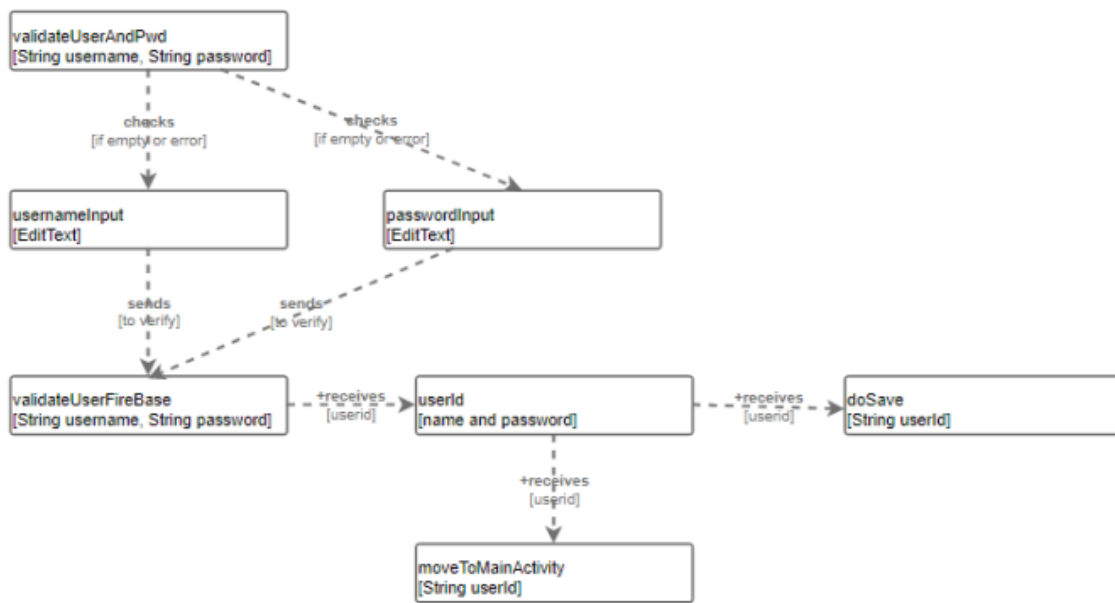 validateUserAndPwd
[String username, String password]
checks
[if empty or error]
checks
[if empty or error]
usernameInput
[EditText]
passwordInput
[EditText]
sends
[to verify]
sends
[to verify]
validateUserFireBase
[String username, String password]
+receives
[userid]
userId
[name and password]
+receives
[userid]
doSave
[String userId]
+receives
[userid]
moveToMainActivity
[String userId]